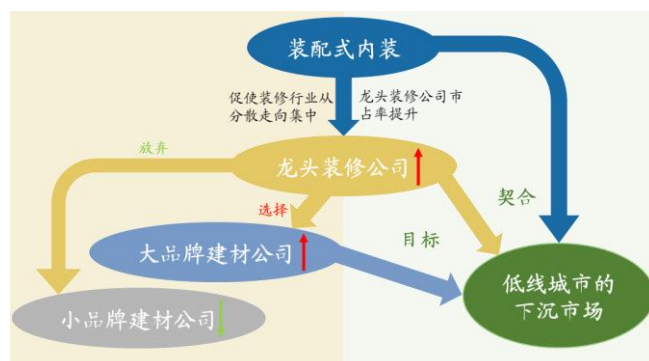 装配式内装
促使装修行业从
分散走向集中
龙头装修公司市
占率提升
放弃
龙头装修公司
选择
契合
目标
大品牌建材公司
低线城市的
下沉市场
小品牌建材公司